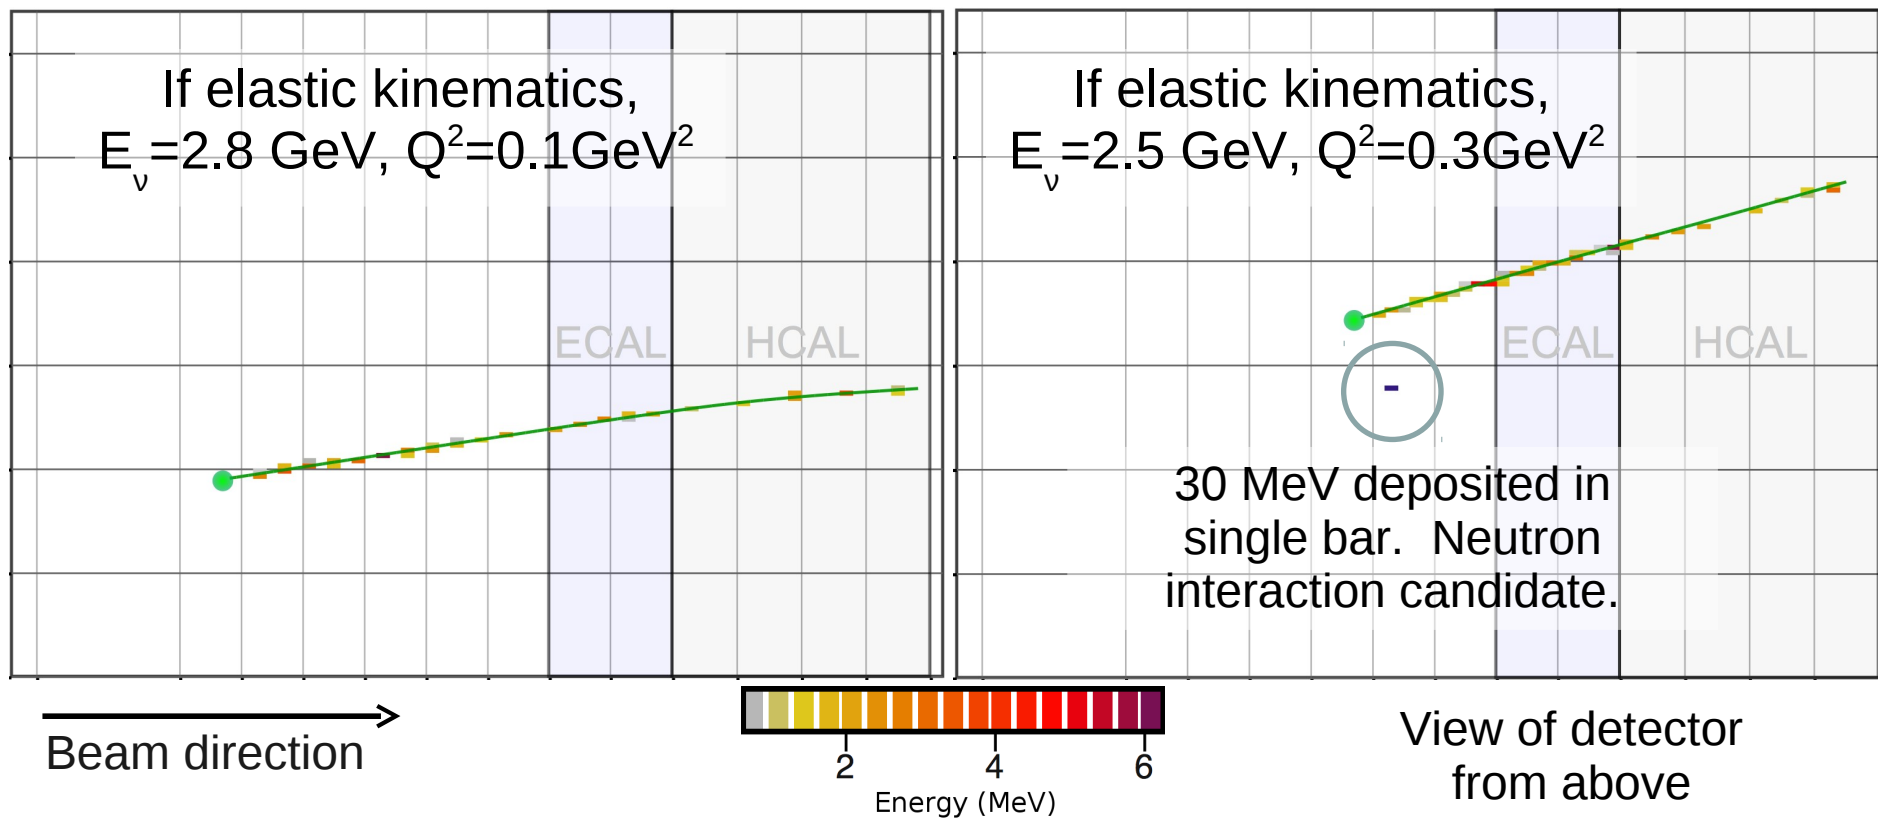 If elastic kinematics,
E_ν=2.8 GeV, Q²=0.1GeV²
ECAL
HCAL
If elastic kinematics,
E_ν=2.5 GeV, Q²=0.3GeV²
ECAL
HCAL
30 MeV deposited in
single bar. Neutron
interaction candidate.
Beam direction
2 4 6
Energy (MeV)
View of detector
from above